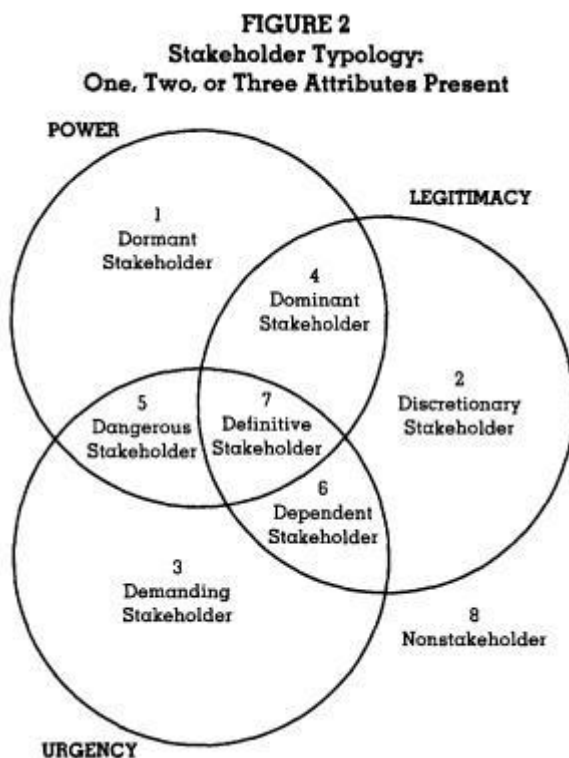 FIGURE 2
Stakeholder Typology:
One, Two, or Three Attributes Present
POWER
LEGITIMACY
1
Dormant
Stakeholder
4
Dominant
Stakeholder
2
Discretionary
Stakeholder
5
Dangerous
Stakeholder
7
Definitive
Stakeholder
6
Dependent
Stakeholder
3
Demanding
Stakeholder
8
Nonstakeholder
URGENCY